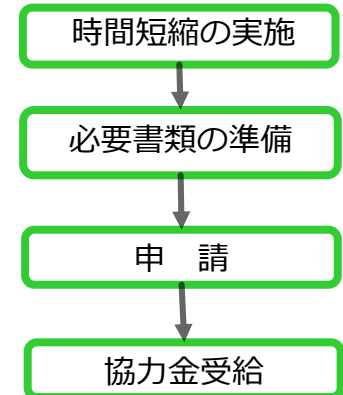 時間短縮の実施
必要書類の準備
申　請
協力金受給